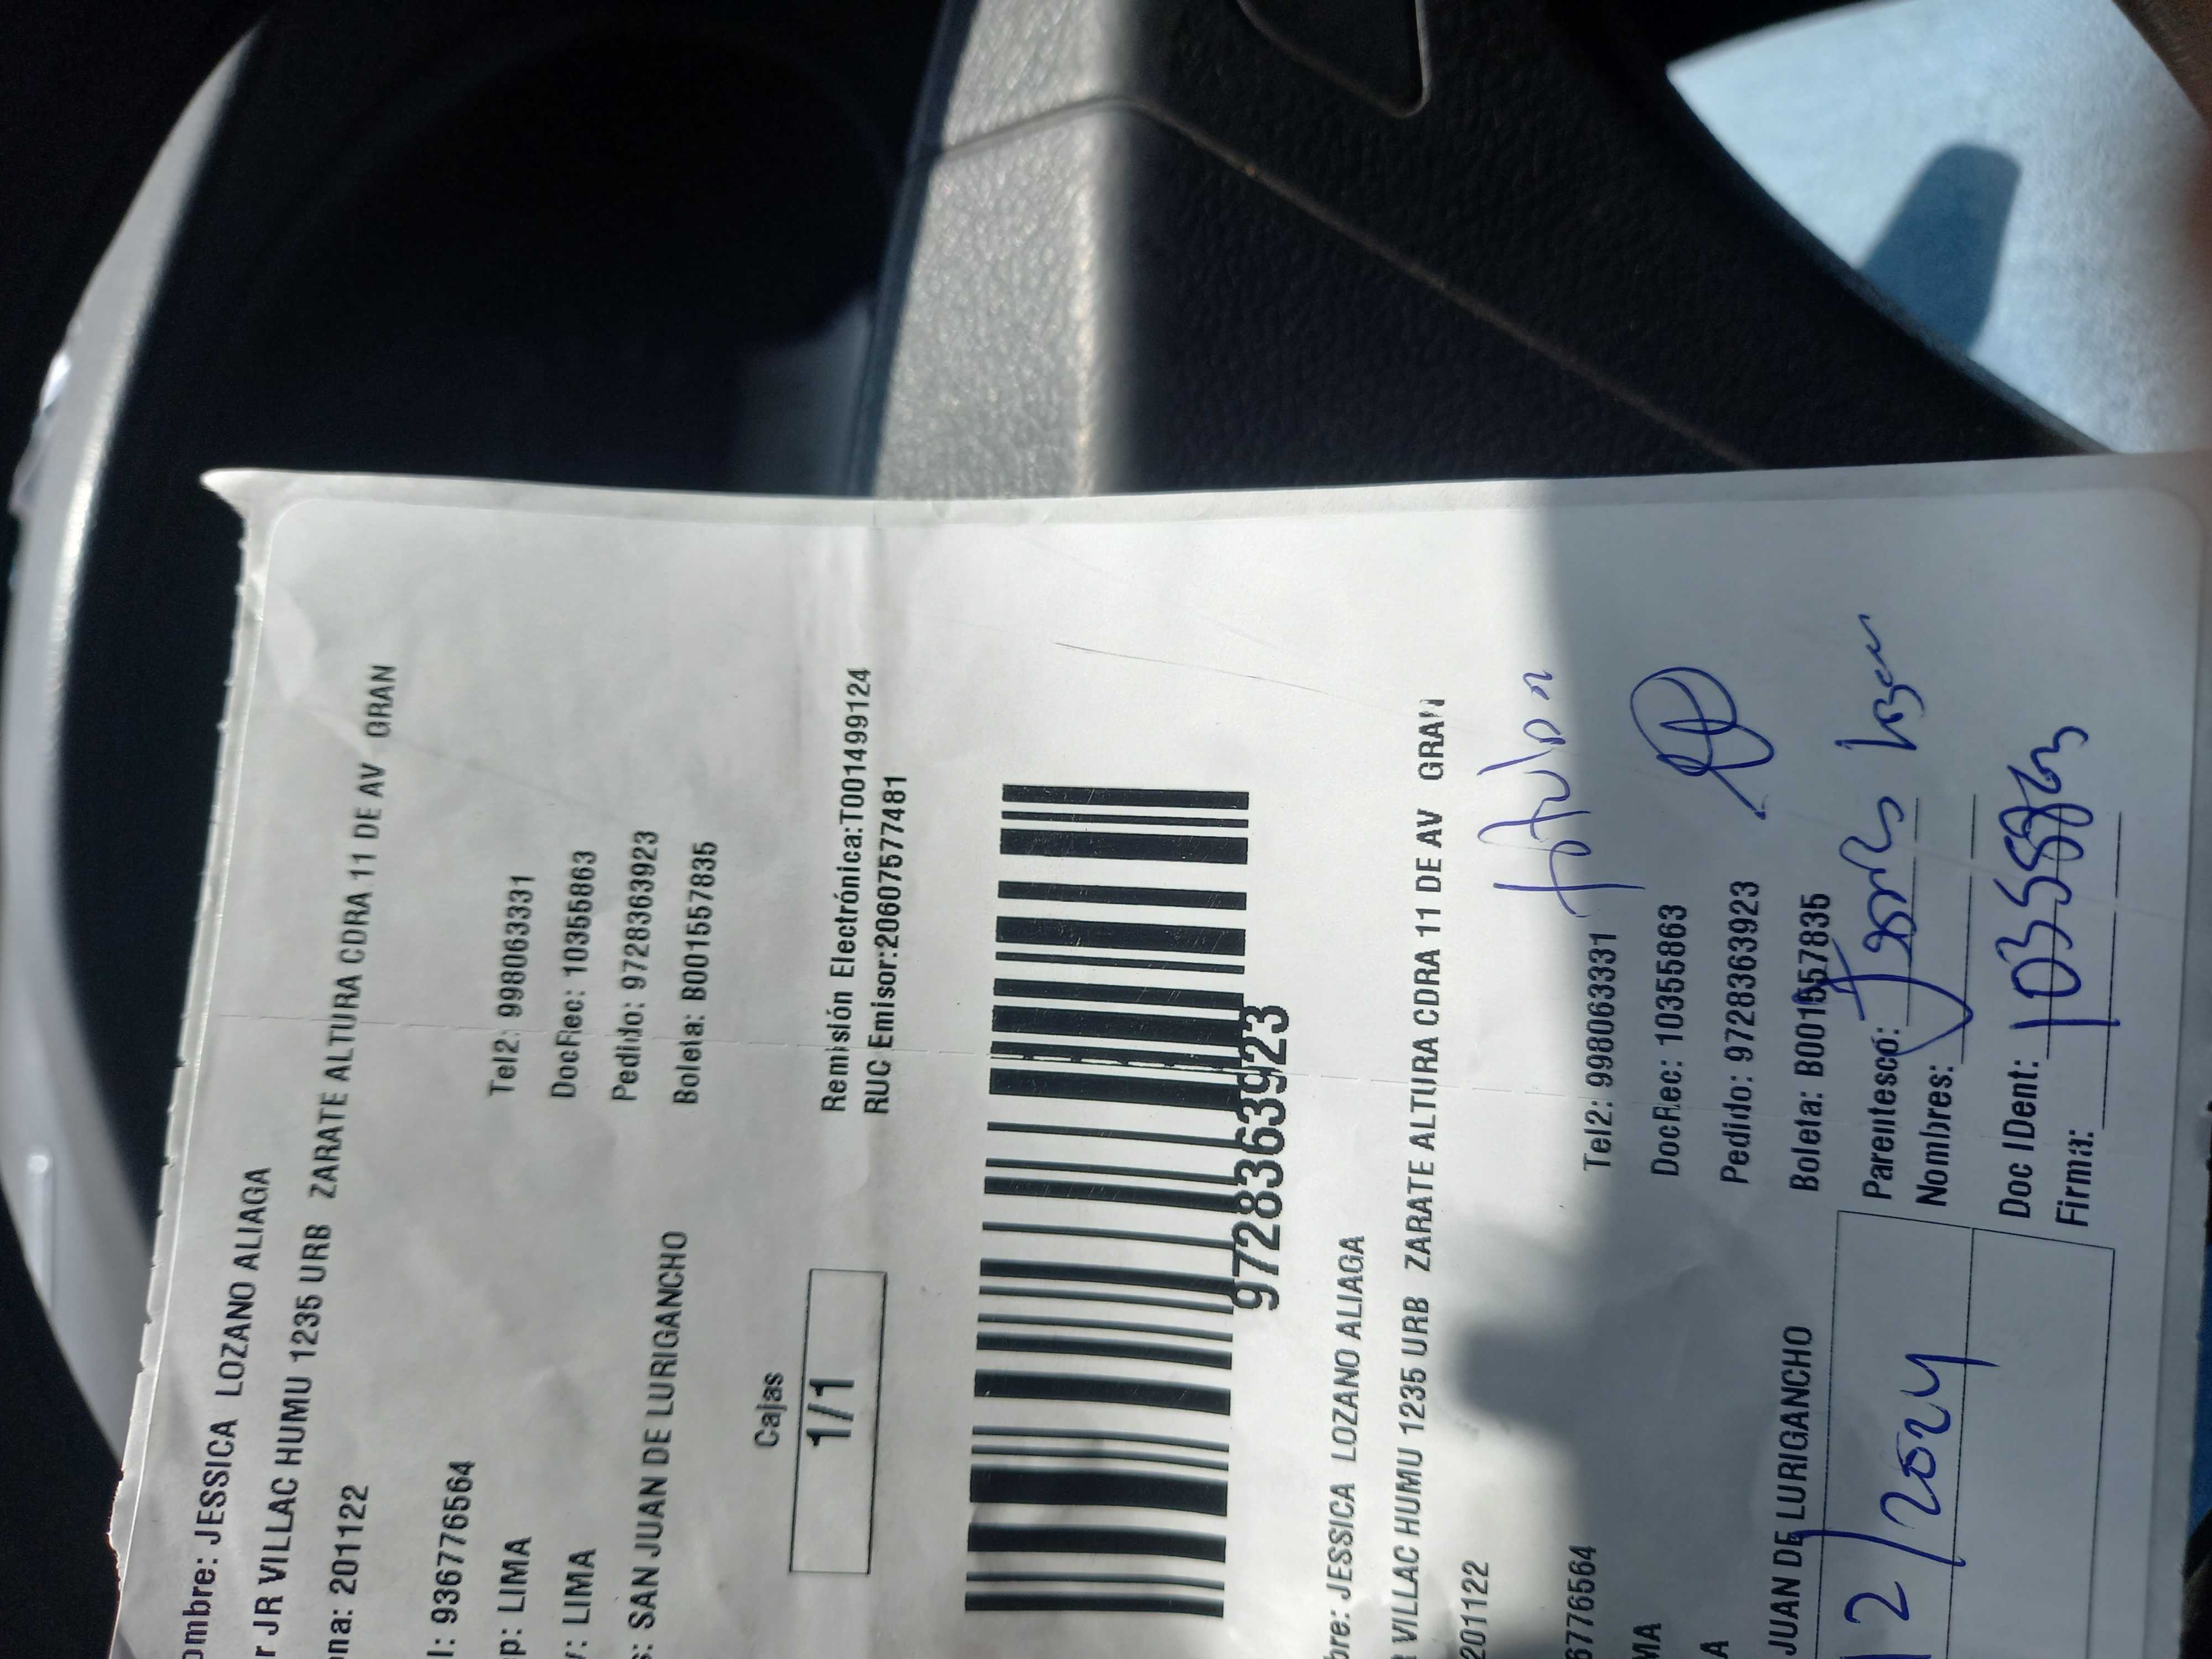 ombre: JESSICA LOZANO ALIAGA
r JR VILLAC HUMU 1235 URB ZARATE ALTURA CDRA 11 DE AV GRAN
ona: 201122
l: 936776564 Tel2: 998063331
p: LIMA DocRec: 10355863
v: LIMA Pedido: 97283639​23
s: SAN JUAN DE LURIGANCHO Boleta: B001557835
Cajas
1/1
Remisión Electrónica:T001499124
RUC Emisor:20607577481
9728363923
bre: JESSICA LOZANO ALIAGA
VILLAC HUMU 1235 URB ZARATE ALTURA CDRA 11 DE AV GRAN
201122
6776564 Tel2: 998063331
MA DocRec: 10355863
A Pedido: 9728363923
JUAN DE LURIGANCHO Boleta: B001557835
2/2024
Parentesco:
Nombres:
Doc IDent: 10355863
Firma: